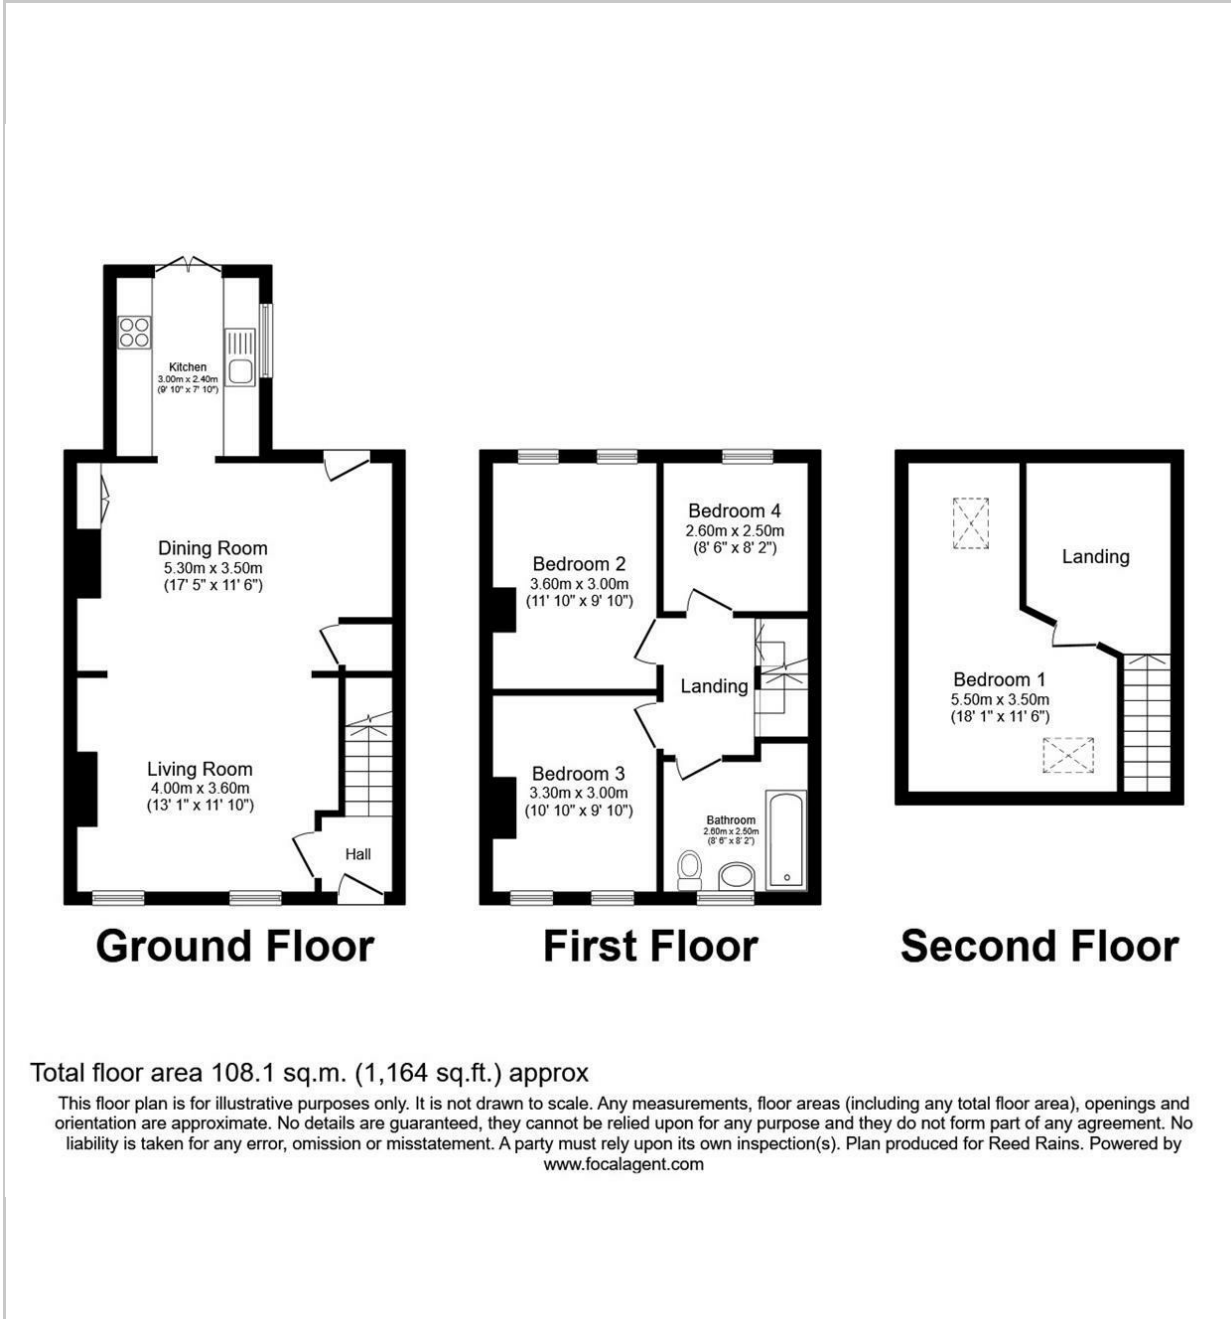 Kitchen
3.00m x 2.40m
(9' 10" x 7' 10")
Dining Room
5.30m x 3.50m
(17' 5" x 11' 6")
Living Room
4.00m x 3.60m
(13' 1" x 11' 10")
Hall
Ground Floor
Bedroom 2
3.60m x 3.00m
(11' 10" x 9' 10")
Bedroom 4
2.60m x 2.50m
(8' 6" x 8' 2")
Landing
Bedroom 3
3.30m x 3.00m
(10' 10" x 9' 10")
Bathroom
2.60m x 2.50m
(8' 6" x 8' 2")
First Floor
Landing
Bedroom 1
5.50m x 3.50m
(18' 1" x 11' 6")
Second Floor
Total floor area 108.1 sq.m. (1,164 sq.ft.) approx
This floor plan is for illustrative purposes only. It is not drawn to scale. Any measurements, floor areas (including any total floor area), openings and
orientation are approximate. No details are guaranteed, they cannot be relied upon for any purpose and they do not form part of any agreement. No
liability is taken for any error, omission or misstatement. A party must rely upon its own inspection(s). Plan produced for Reed Rains. Powered by
www.focalagent.com